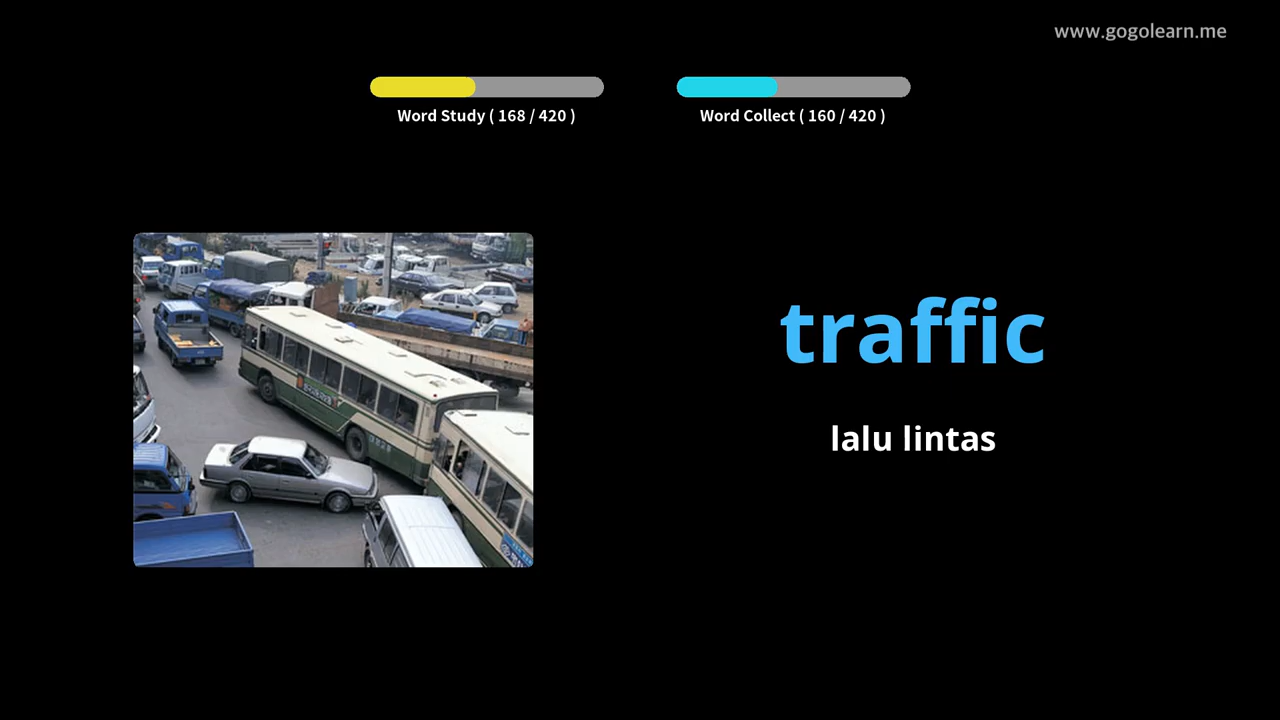 www.gogolearn.me
Word Study ( 168 / 420 )
Word Collect ( 160 / 420 )
traffic
lalu lintas